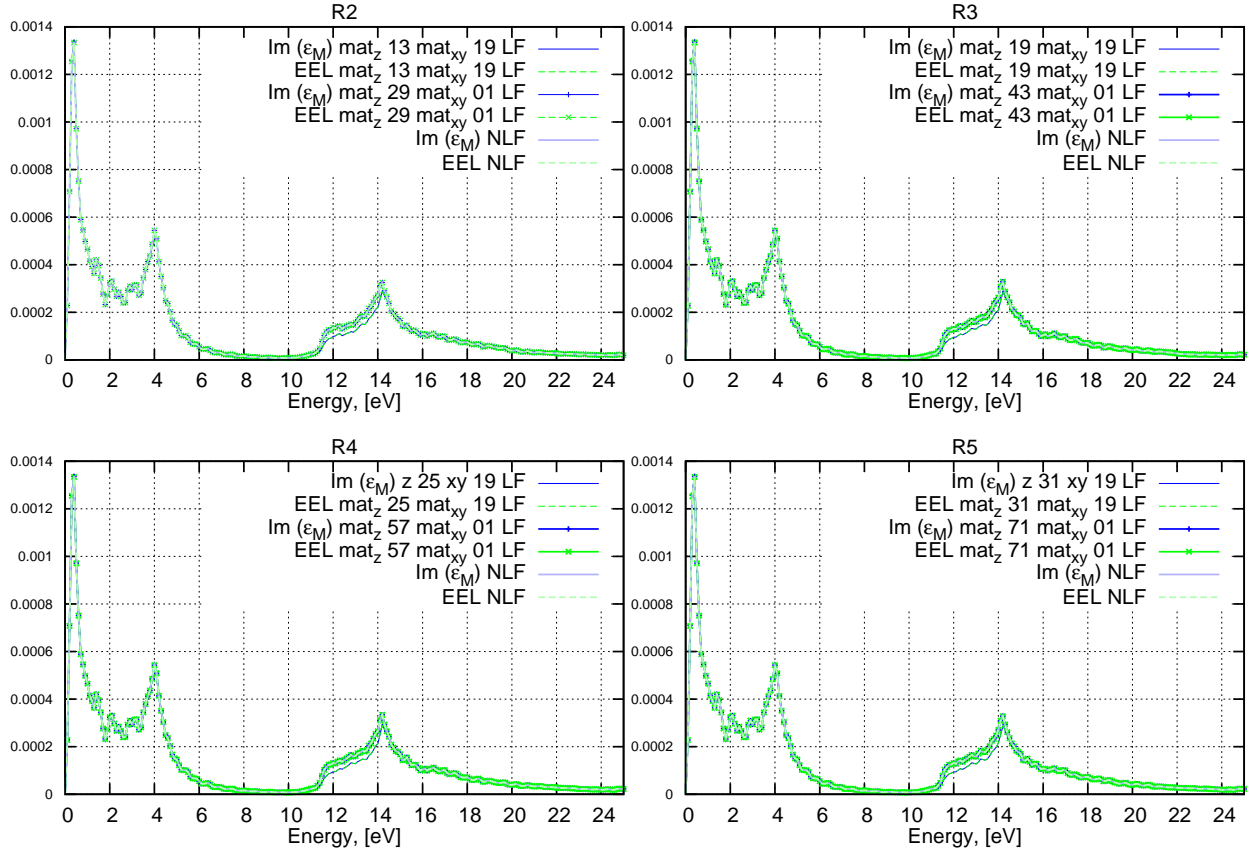 R2
0.0014
0.0012
0.001
0.0008
0.0006
0.0004
0.0002
0
Im (εM) matz 13 matxy 19 LF
EEL matz 13 matxy 19 LF
Im (εM) matz 29 matxy 01 LF
EEL matz 29 matxy 01 LF
Im (εM) NLF
EEL NLF
0 2 4 6 8 10 12 14 16 18 20 22 24
Energy, [eV]
R3
0.0014
0.0012
0.001
0.0008
0.0006
0.0004
0.0002
0
Im (εM) matz 19 matxy 19 LF
EEL matz 19 matxy 19 LF
Im (εM) matz 43 matxy 01 LF
EEL matz 43 matxy 01 LF
Im (εM) NLF
EEL NLF
0 2 4 6 8 10 12 14 16 18 20 22 24
Energy, [eV]
R4
0.0014
0.0012
0.001
0.0008
0.0006
0.0004
0.0002
0
Im (εM) z 25 xy 19 LF
EEL matz 25 matxy 19 LF
Im (εM) matz 57 matxy 01 LF
EEL matz 57 matxy 01 LF
Im (εM) NLF
EEL NLF
0 2 4 6 8 10 12 14 16 18 20 22 24
Energy, [eV]
R5
0.0014
0.0012
0.001
0.0008
0.0006
0.0004
0.0002
0
Im (εM) z 31 xy 19 LF
EEL matz 31 matxy 19 LF
Im (εM) matz 71 matxy 01 LF
EEL matz 71 matxy 01 LF
Im (εM) NLF
EEL NLF
0 2 4 6 8 10 12 14 16 18 20 22 24
Energy, [eV]